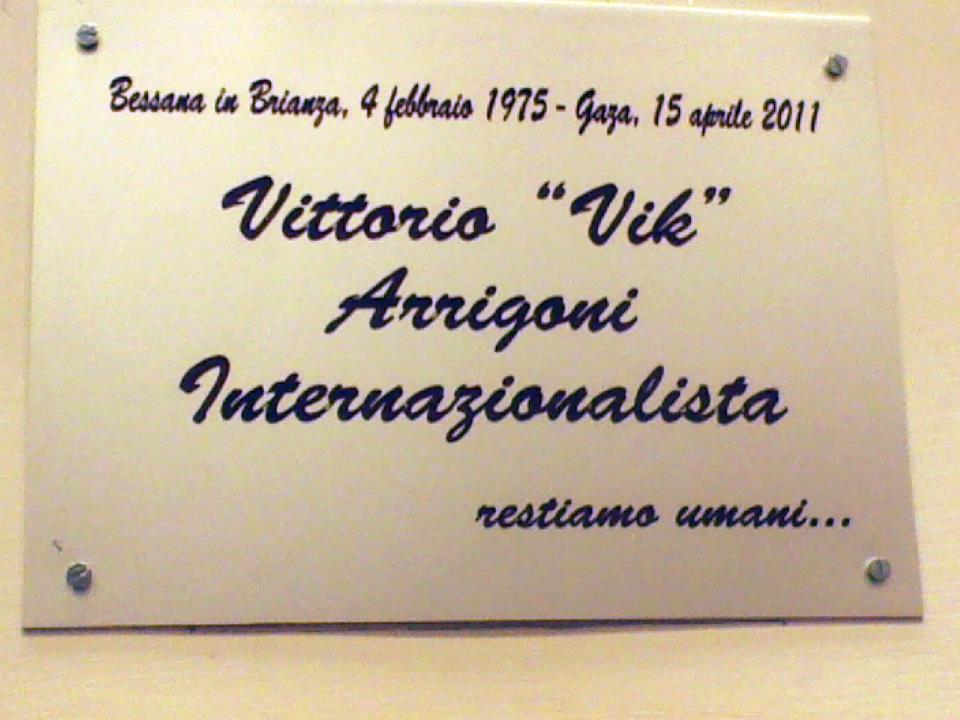 Bessana in Brianza, 4 febbraio 1975 - Gaza, 15 aprile 2011
Vittorio “Vik”
Arrigoni
Internazionalista
restiamo umani...